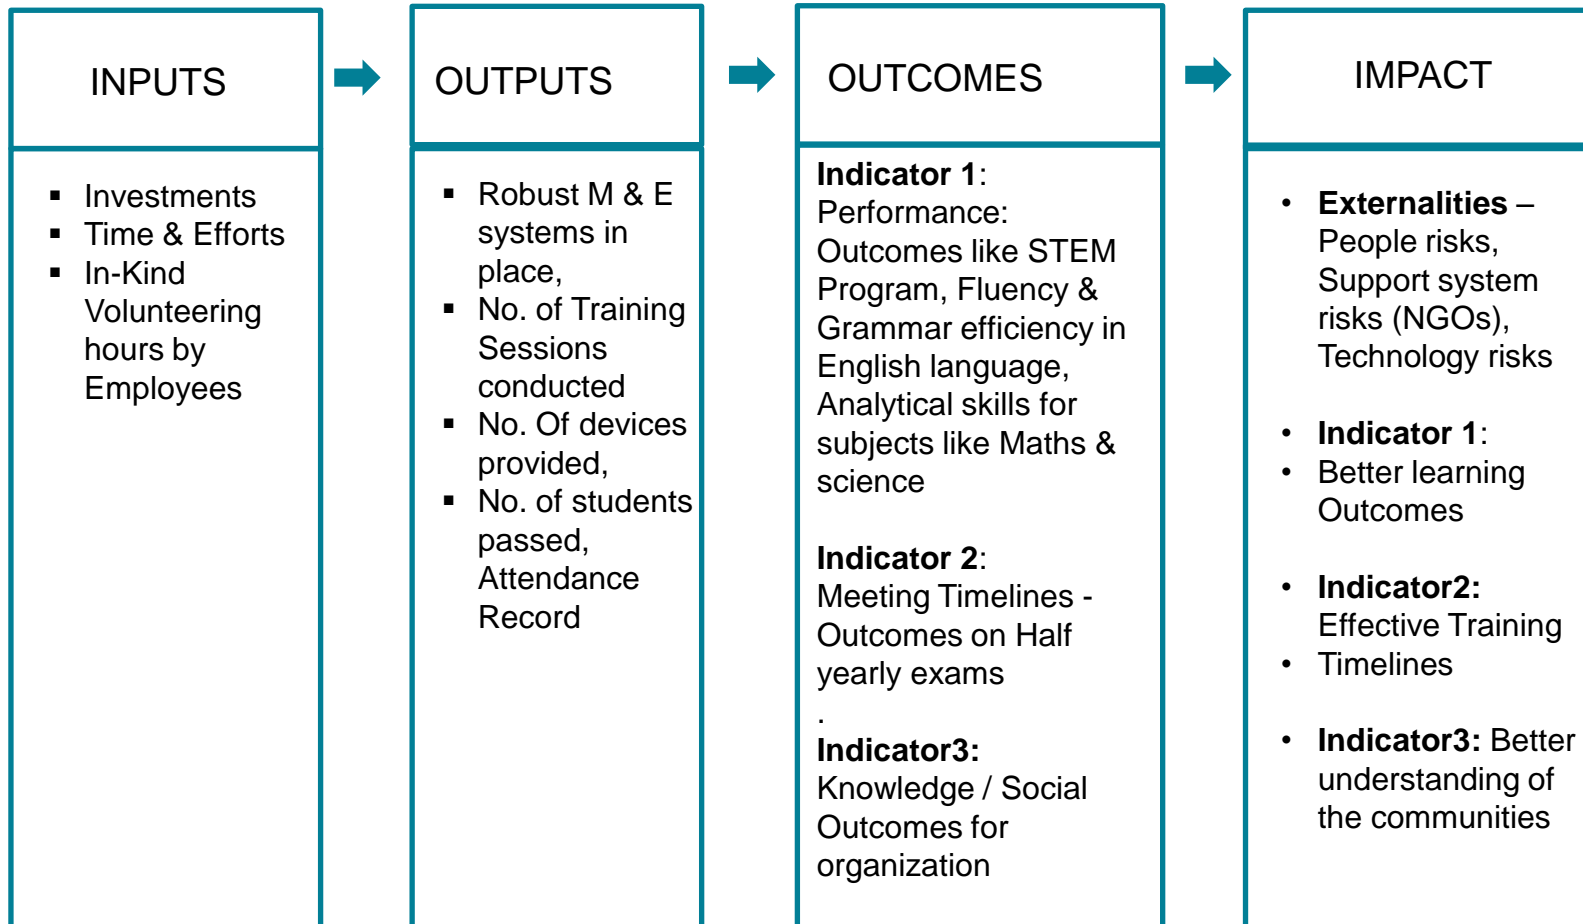 INPUTS
▪ Investments
▪ Time & Efforts
▪ In-Kind
Volunteering
hours by
Employees
OUTPUTS
▪ Robust M & E
systems in
place,
▪ No. of Training
Sessions
conducted
▪ No. Of devices
provided,
▪ No. of students
passed,
Attendance
Record
OUTCOMES
Indicator 1:
Performance:
Outcomes like STEM
Program, Fluency &
Grammar efficiency in
English language,
Analytical skills for
subjects like Maths &
science
Indicator 2:
Meeting Timelines -
Outcomes on Half
yearly exams
.
Indicator3:
Knowledge / Social
Outcomes for
organization
IMPACT
• Externalities –
People risks,
Support system
risks (NGOs),
Technology risks
• Indicator 1:
• Better learning
Outcomes
• Indicator2:
Effective Training
• Timelines
• Indicator3: Better
understanding of
the communities